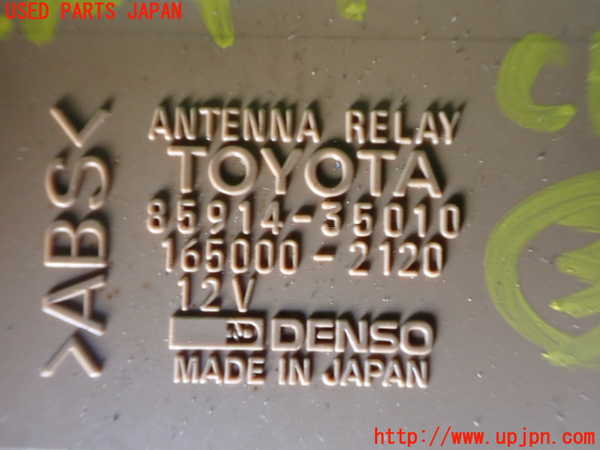 USED PARTS JAPAN
ANTENNA RELAY
TOYOTA
85914-35010
165000-2120
12V
DENSO
MADE IN JAPAN
>ABS<
http://www.upjpn.com